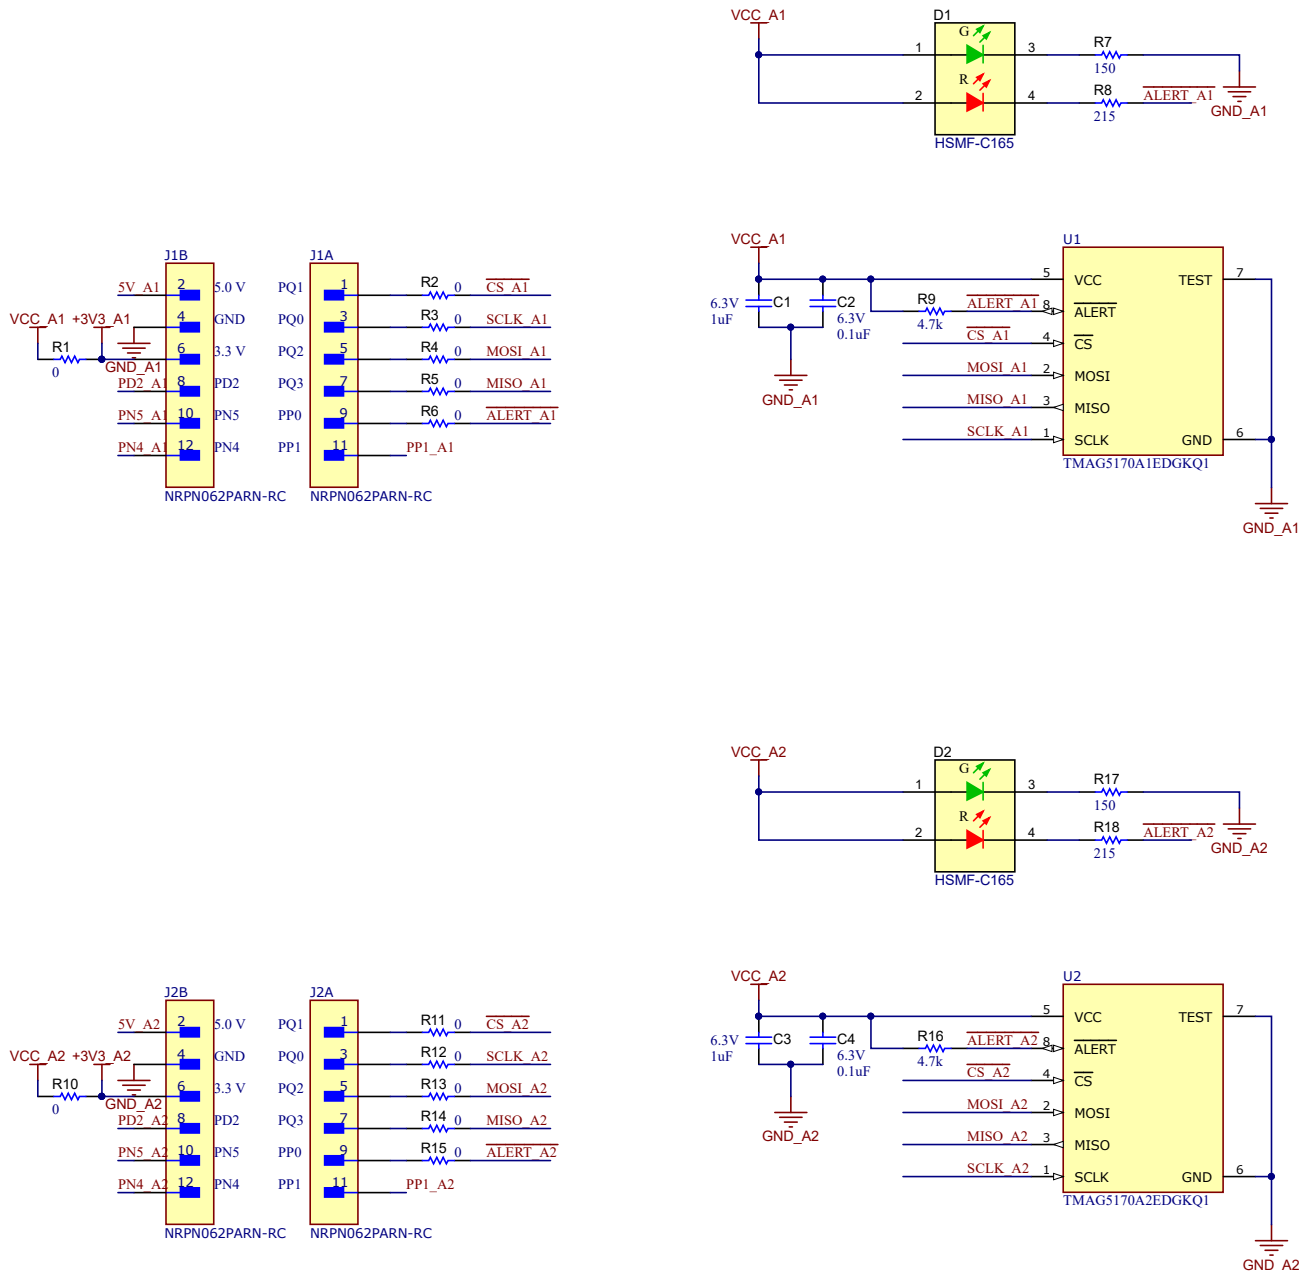 VCC_A1
D1
G
1
3
R7
150
R
2
4
R8
215
ALERT_A1
GND_A1
HSMF-C165
J1B
J1A
5V_A1
2
5.0 V
PQ1
1
R2
0
CS_A1
4
GND
PQ0
3
R3
0
SCLK_A1
VCC_A1
+3V3_A1
R1
0
GND_A1
6
3.3 V
PQ2
5
R4
0
MOSI_A1
PD2_A1
8
PD2
PQ3
7
R5
0
MISO_A1
PN5_A1
10
PN5
PP0
9
R6
0
ALERT_A1
PN4_A1
12
PN4
PP1
11
PP1_A1
NRPN062PARN-RC
NRPN062PARN-RC
VCC_A1
U1
5
VCC
TEST
7
6.3V
C1
1uF
C2
6.3V
0.1uF
R9
4.7k
ALERT_A1
8
ALERT
CS_A1
4
CS
GND_A1
MOSI_A1
2
MOSI
MISO_A1
3
MISO
SCLK_A1
1
SCLK
GND
6
TMAG5170A1EDGKQ1
GND_A1
VCC_A2
D2
G
1
3
R17
150
R
2
4
R18
215
ALERT_A2
GND_A2
HSMF-C165
J2B
J2A
5V_A2
2
5.0 V
PQ1
1
R11
0
CS_A2
4
GND
PQ0
3
R12
0
SCLK_A2
VCC_A2
+3V3_A2
R10
0
GND_A2
6
3.3 V
PQ2
5
R13
0
MOSI_A2
PD2_A2
8
PD2
PQ3
7
R14
0
MISO_A2
PN5_A2
10
PN5
PP0
9
R15
0
ALERT_A2
PN4_A2
12
PN4
PP1
11
PP1_A2
NRPN062PARN-RC
NRPN062PARN-RC
VCC_A2
U2
5
VCC
TEST
7
6.3V
C3
1uF
C4
6.3V
0.1uF
R16
4.7k
ALERT_A2
8
ALERT
CS_A2
4
CS
GND_A2
MOSI_A2
2
MOSI
MISO_A2
3
MISO
SCLK_A2
1
SCLK
GND
6
TMAG5170A2EDGKQ1
GND_A2